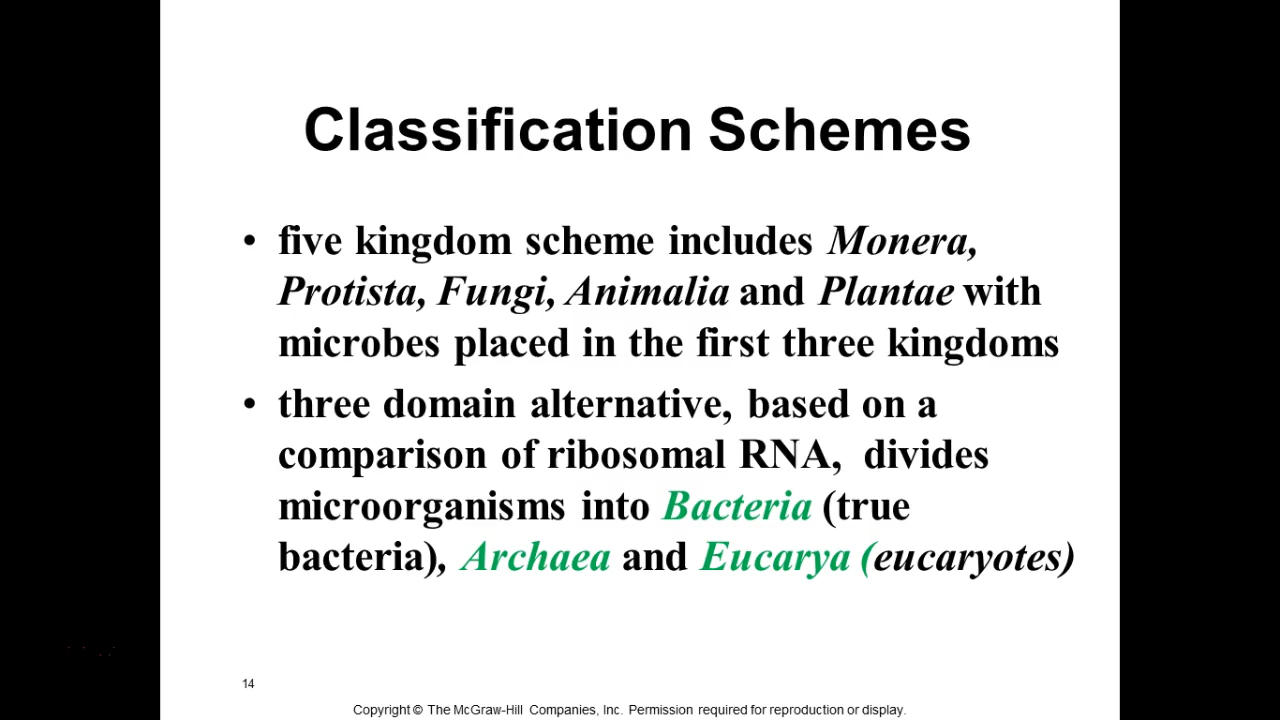 Classification Schemes
• five kingdom scheme includes Monera,
Protista, Fungi, Animalia and Plantae with
microbes placed in the first three kingdoms
• three domain alternative, based on a
comparison of ribosomal RNA,  divides
microorganisms into Bacteria (true
bacteria), Archaea and Eucarya (eucaryotes)
14
Copyright © The McGraw-Hill Companies, Inc. Permission required for reproduction or display.